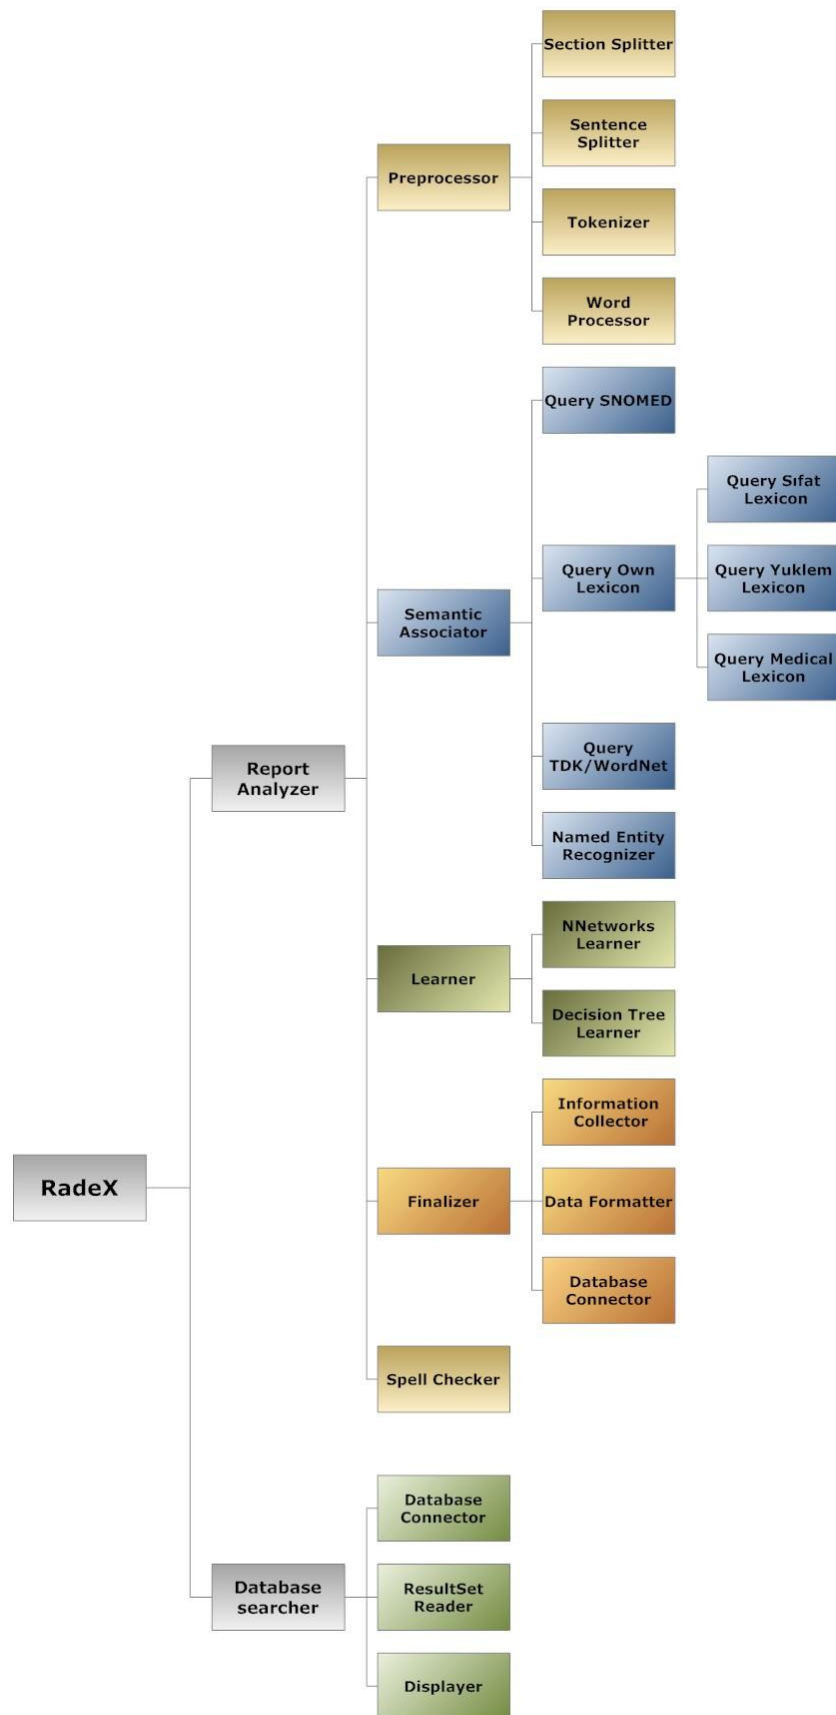 Section Splitter
Sentence
Splitter
Preprocessor
Tokenizer
Word
Processor
Query SNOMED
Query Sıfat
Lexicon
Query Own
Lexicon
Query Yuklem
Lexicon
Semantic
Associator
Query Medical
Lexicon
Query
TDK/WordNet
Report
Analyzer
Named Entity
Recognizer
NNetworks
Learner
Learner
Decision Tree
Learner
Information
Collector
RadeX
Finalizer
Data Formatter
Database
Connector
Spell Checker
Database
Connector
Database
searcher
ResultSet
Reader
Displayer